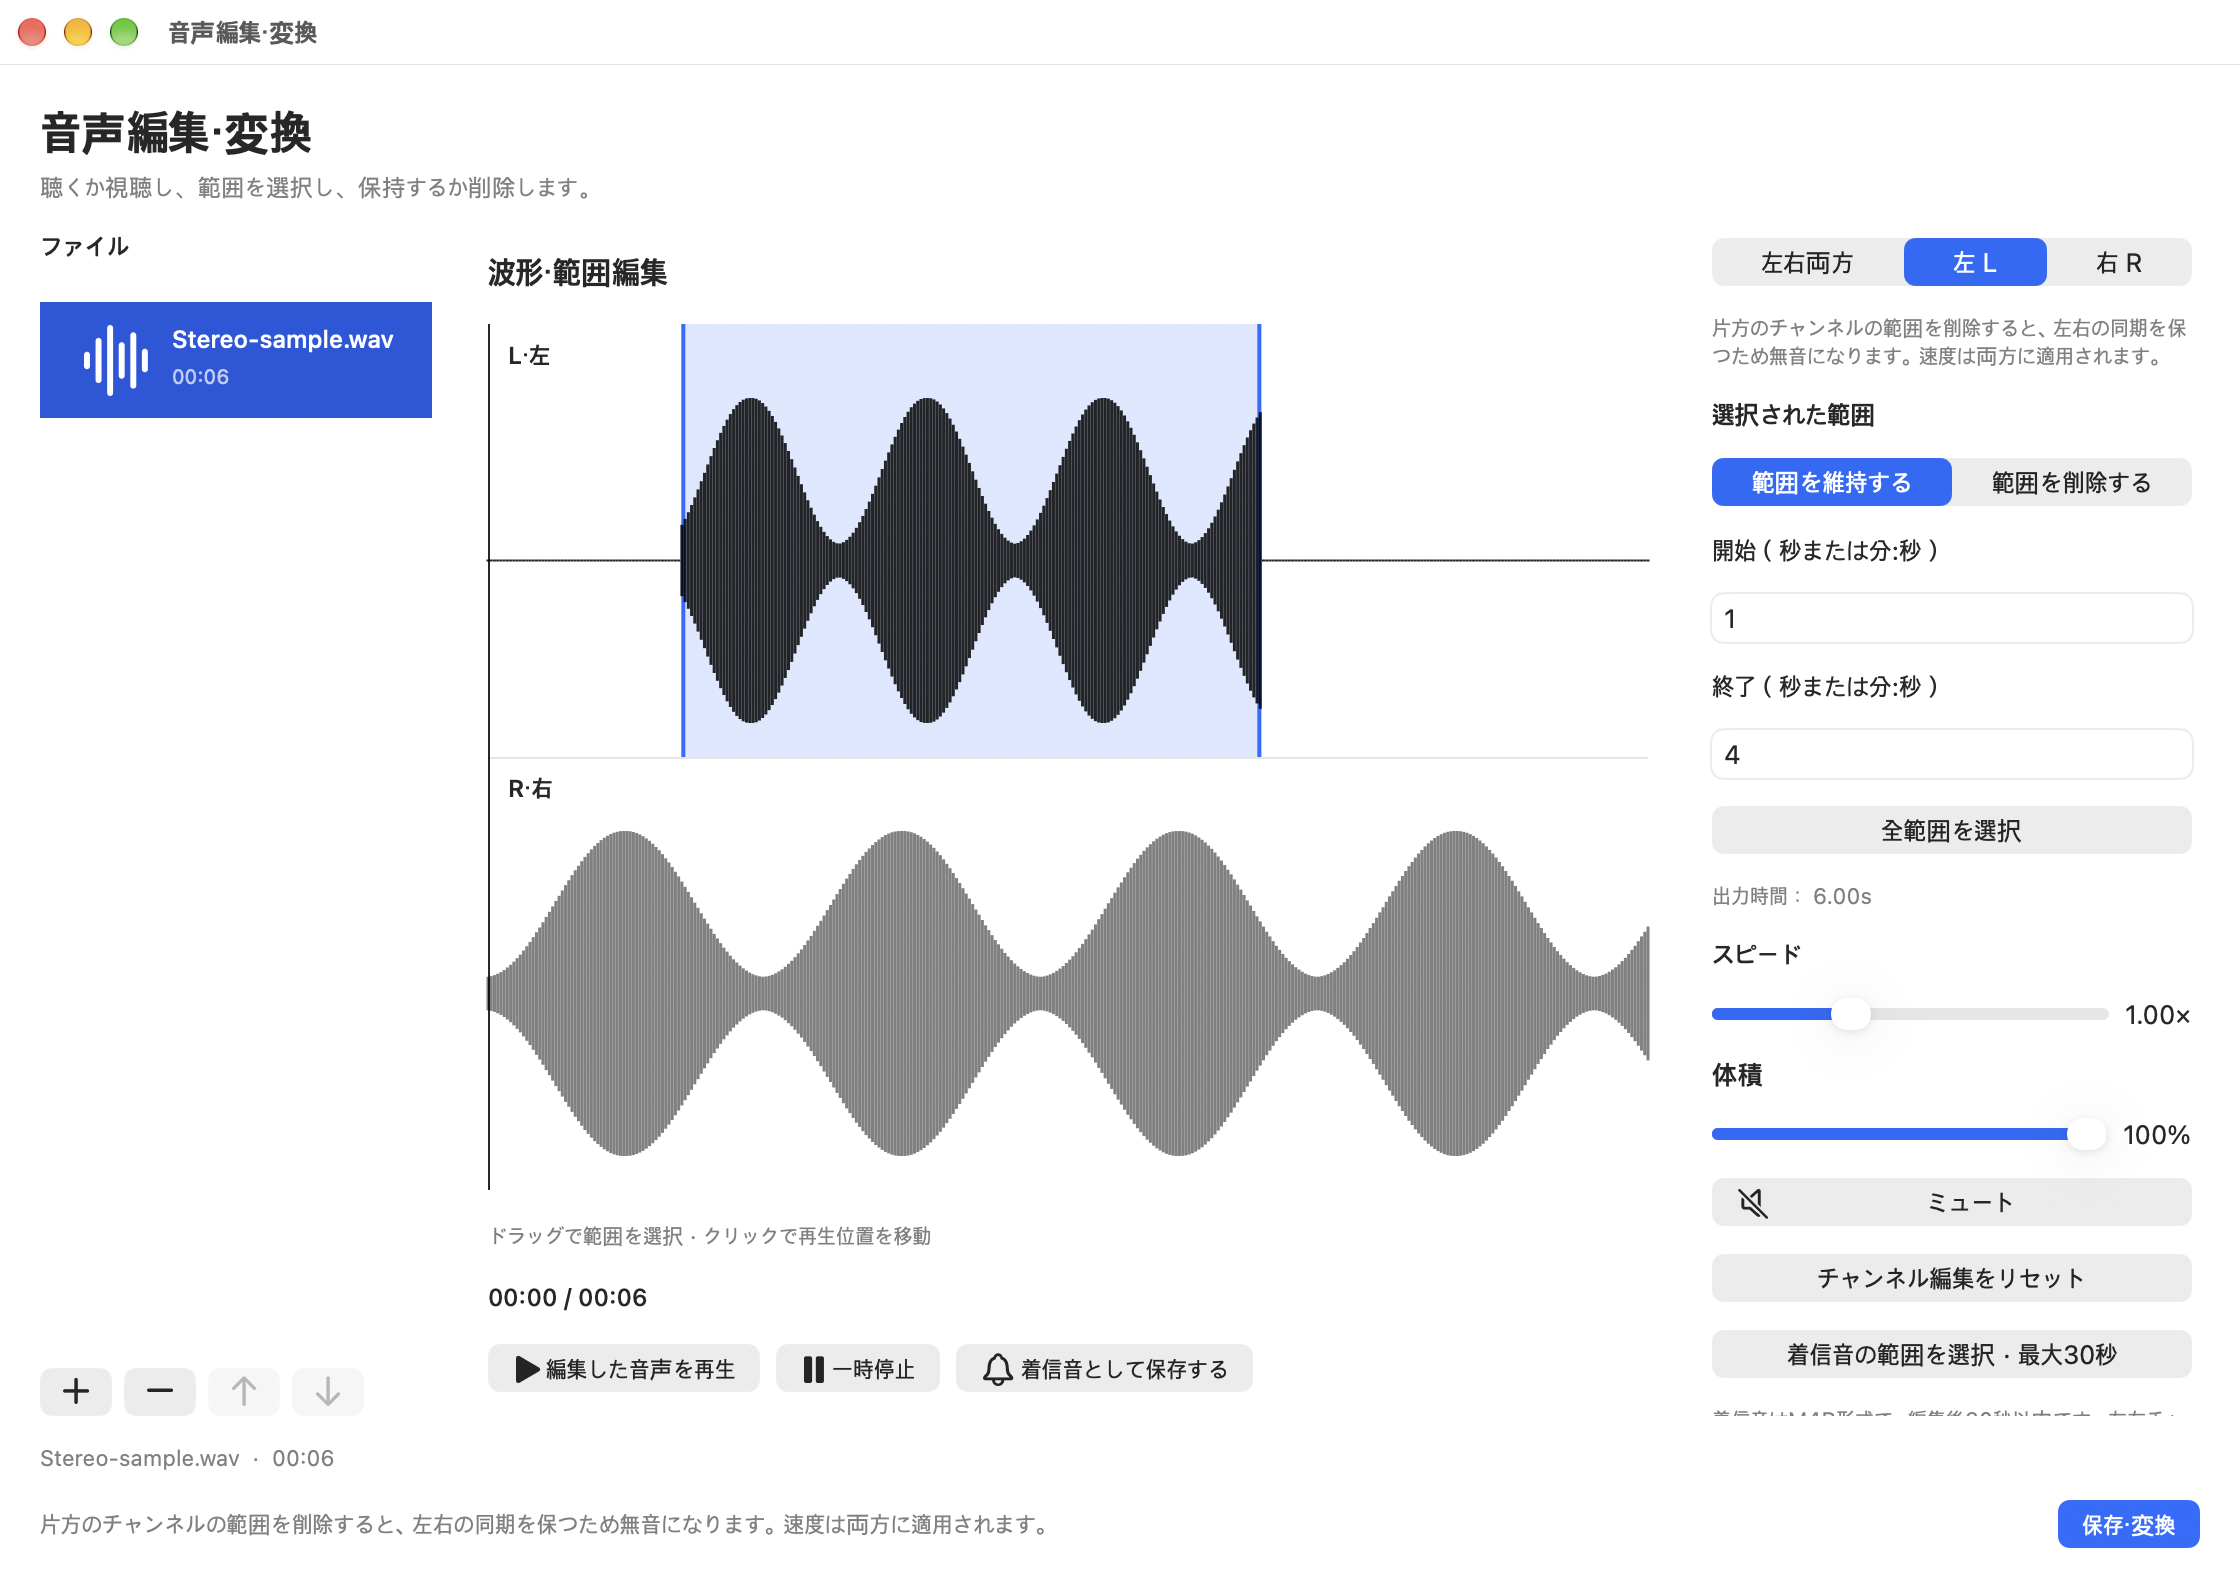 音声編集·変換
音声編集·変換
聴くか視聴し、範囲を選択し、保持するか削除します。
ファイル
Stereo-sample.wav
00:06
波形·範囲編集
L·左
R·右
ドラッグで範囲を選択 · クリックで再生位置を移動
00:00 / 00:06
編集した音声を再生
一時停止
着信音として保存する
左右両方
左 L
右 R
片方のチャンネルの範囲を削除すると、左右の同期を保
つため無音になります。速度は両方に適用されます。
選択された範囲
範囲を維持する
範囲を削除する
開始 ( 秒または分:秒 )
1
終了 ( 秒または分:秒 )
4
全範囲を選択
出力時間： 6.00s
スピード
1.00×
体積
100%
ミュート
チャンネル編集をリセット
着信音の範囲を選択 · 最大30秒
Stereo-sample.wav · 00:06
片方のチャンネルの範囲を削除すると、左右の同期を保つため無音になります。速度は両方に適用されます。
保存·変換